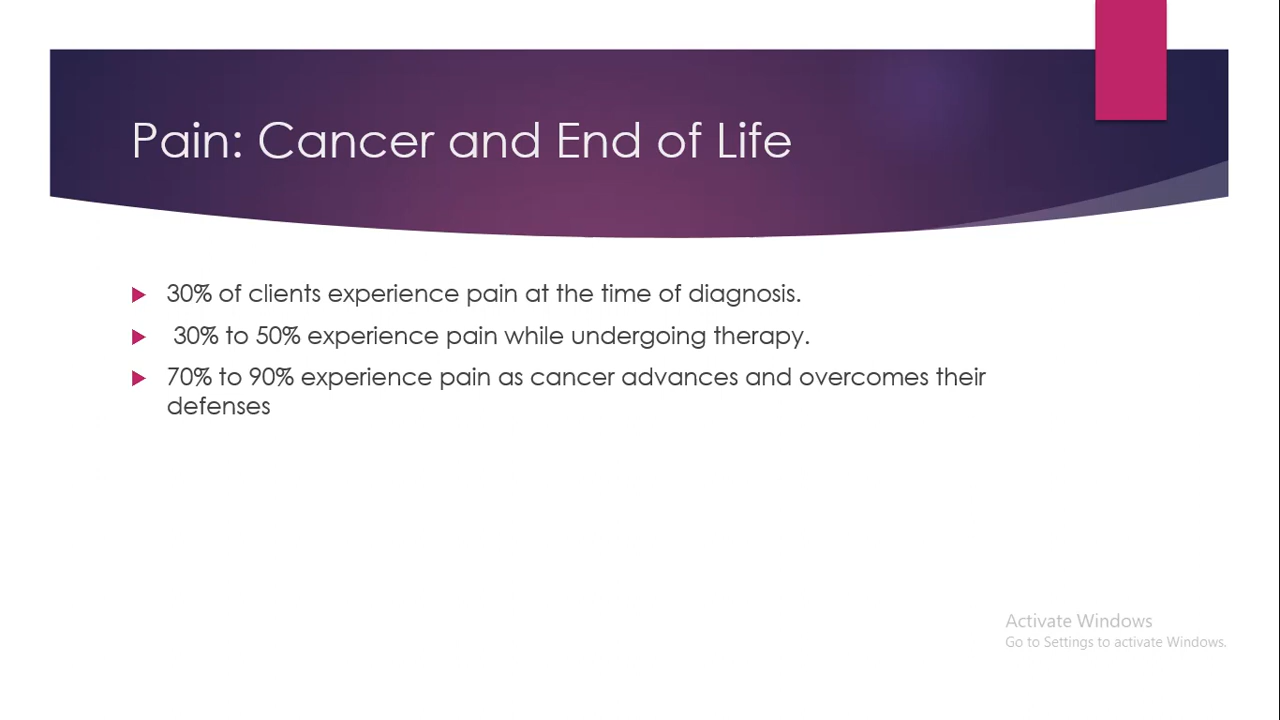 Pain: Cancer and End of Life
30% of clients experience pain at the time of diagnosis.
30% to 50% experience pain while undergoing therapy.
70% to 90% experience pain as cancer advances and overcomes their
defenses
Activate Windows
Go to Settings to activate Windows.